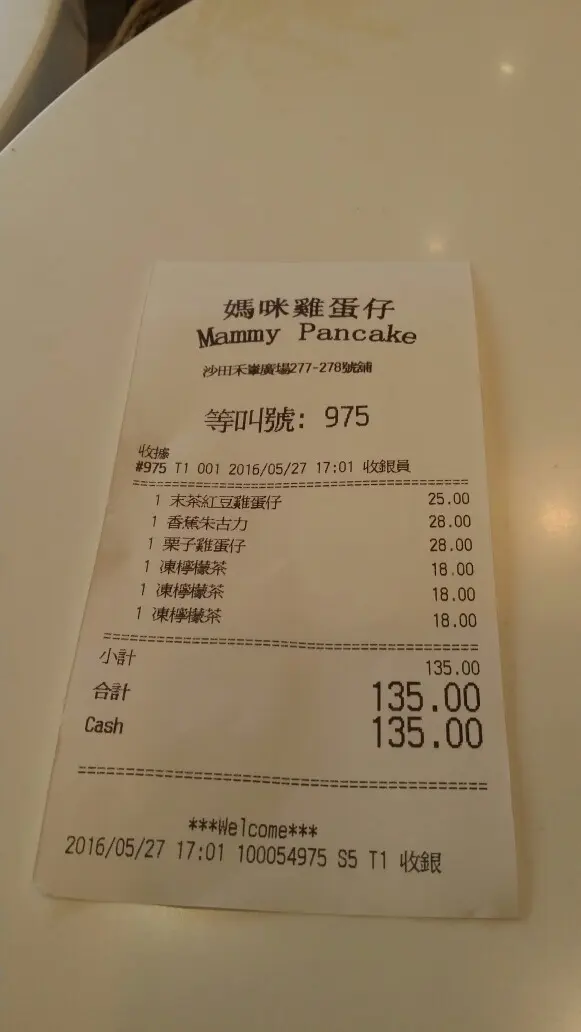 媽咪雞蛋仔
Mammy Pancake
沙田禾輋廣場277-278號舖
等叫號: 975
收據
#975 T1 001 2016/05/27 17:01 收銀員
1 末茶紅豆雞蛋仔 25.00
1 香蕉朱古力 28.00
1 栗子雞蛋仔 28.00
1 凍檸檬茶 18.00
1 凍檸檬茶 18.00
1 凍檸檬茶 18.00
小計 135.00
合計 135.00
Cash 135.00
***Welcome***
2016/05/27 17:01 100054975 S5 T1 收銀